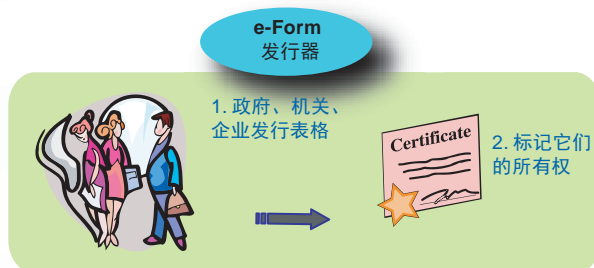 e-Form
发行器
1. 政府、机关、
企业发行表格
Certificate
2. 标记它们
的所有权